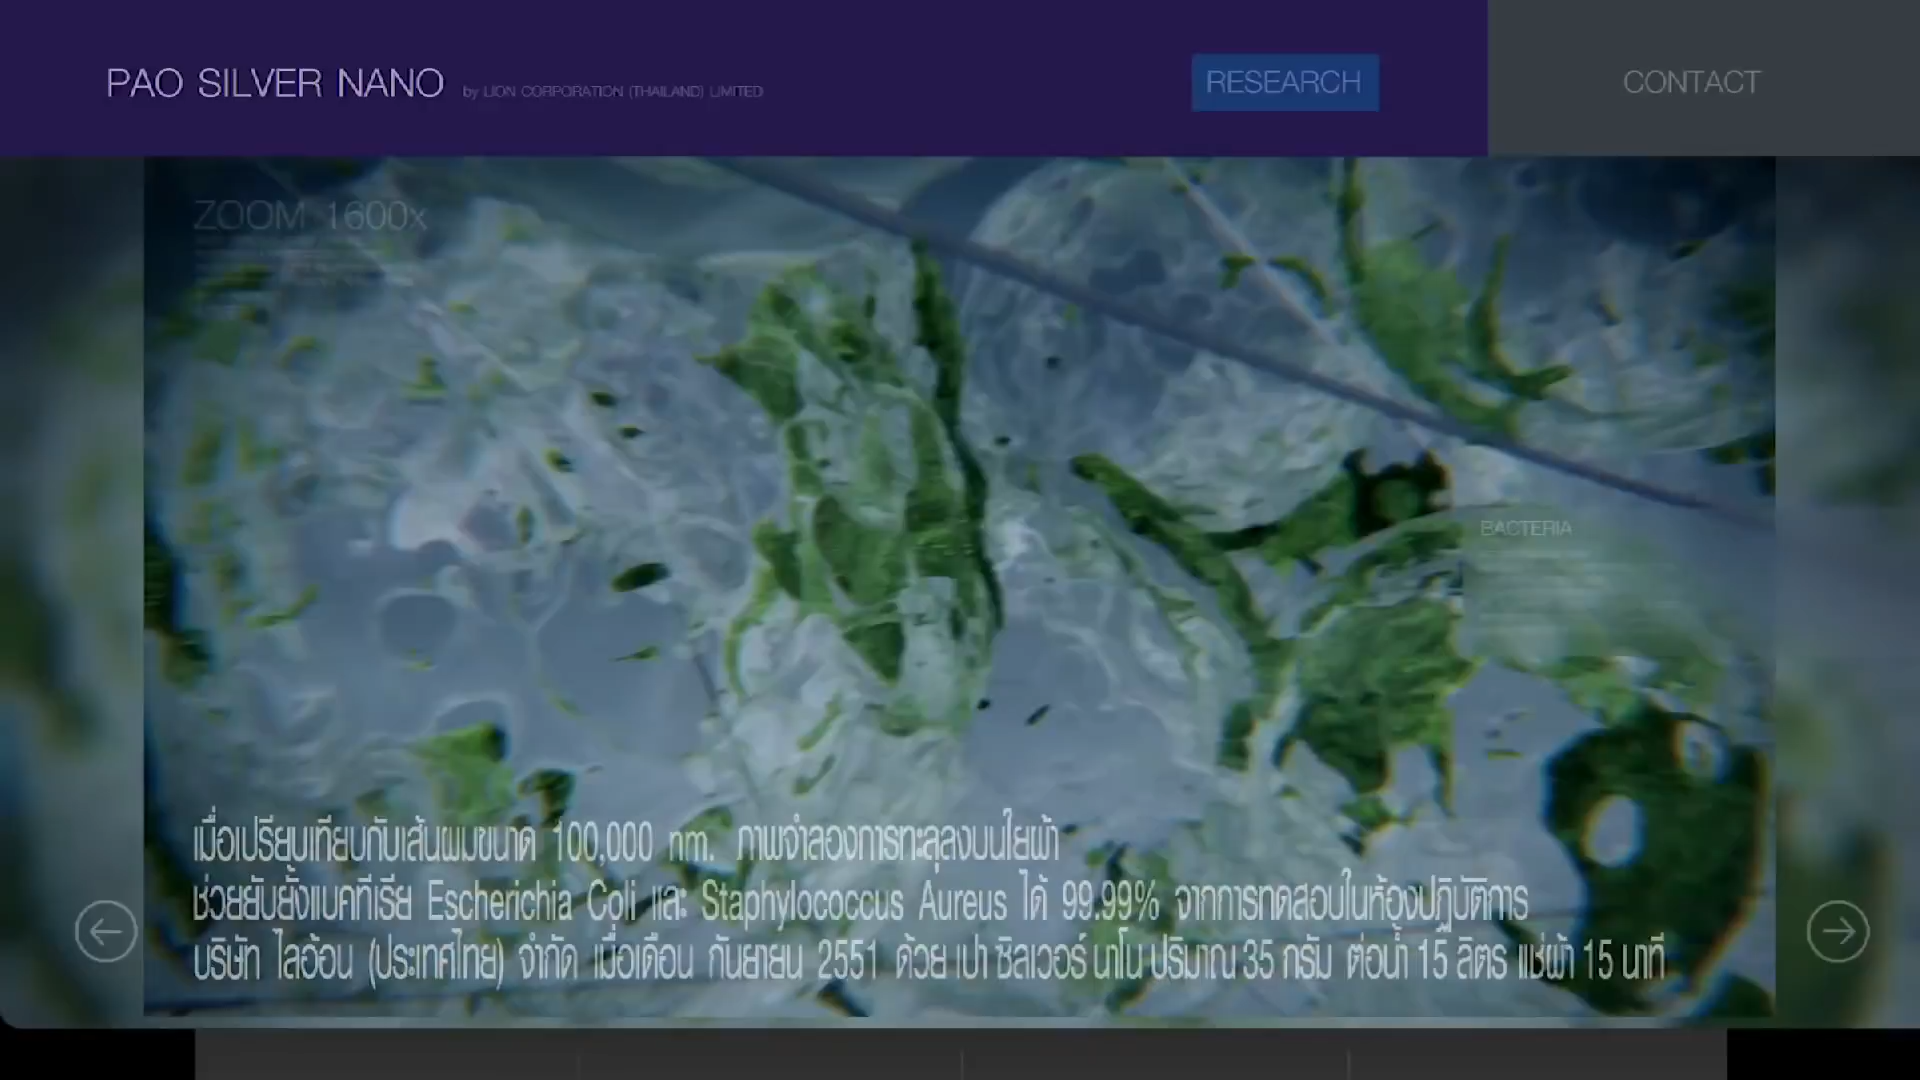 PAO SILVER NANO by LION CORPORATION (THAILAND) LIMITED
RESEARCH
CONTACT
ZOOM 1600x
BACTERIA
เมื่อเปรียบเทียบกับเส้นผมขนาด 100,000 nm. ภาพจำลองการทะลุลงบนใยผ้า
ช่วยยับยั้งแบคทีเรีย Escherichia Coli และ Staphylococcus Aureus ได้ 99.99% จากการทดสอบในห้องปฏิบัติการ
บริษัท ไลอ้อน (ประเทศไทย) จำกัด เมื่อเดือน กันยายน 2551 ด้วย เปา ซิลเวอร์ นาโน ปริมาณ 35 กรัม ต่อน้ำ 15 ลิตร แช่ผ้า 15 นาที